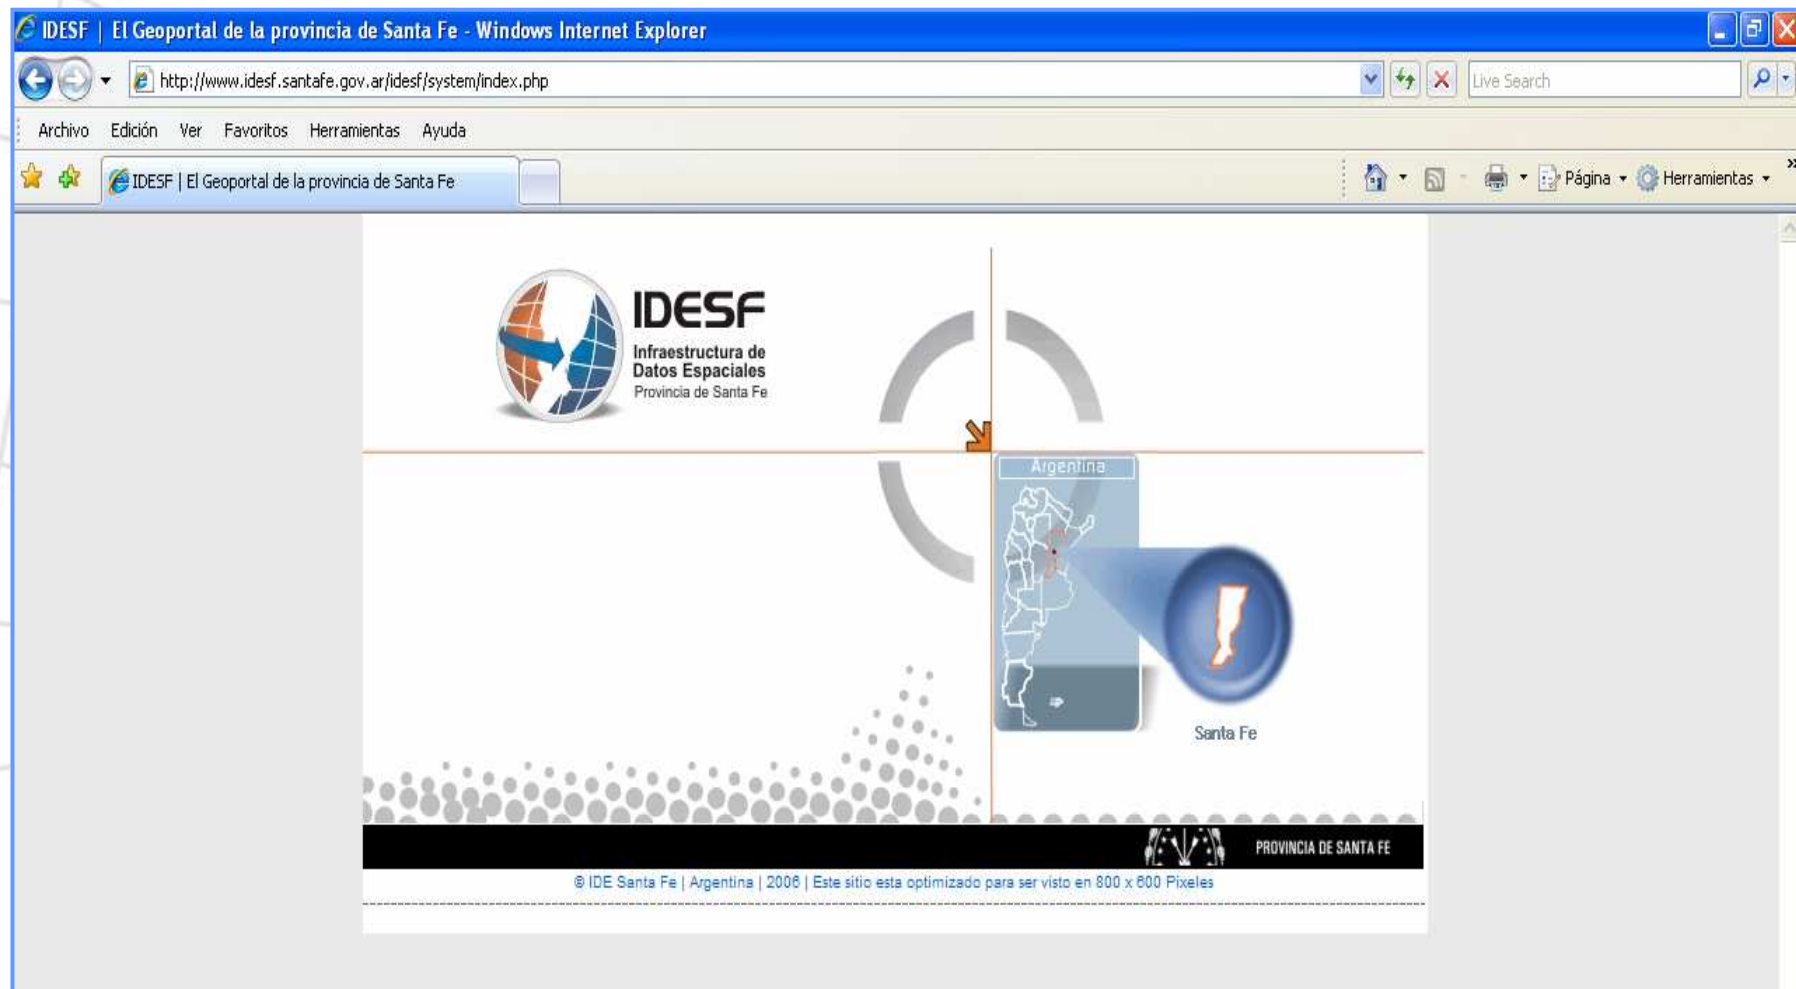 IDESF | El Geoportal de la provincia de Santa Fe - Windows Internet Explorer
http://www.idesf.santafe.gov.ar/idesf/system/index.php
Live Search
Archivo Edición Ver Favoritos Herramientas Ayuda
IDESF | El Geoportal de la provincia de Santa Fe
Página
Herramientas
IDESF
Infraestructura de
Datos Espaciales
Provincia de Santa Fe
Argentina
Santa Fe
PROVINCIA DE SANTA FE
© IDE Santa Fe | Argentina | 2006 | Este sitio esta optimizado para ser visto en 800 x 600 Pixeles